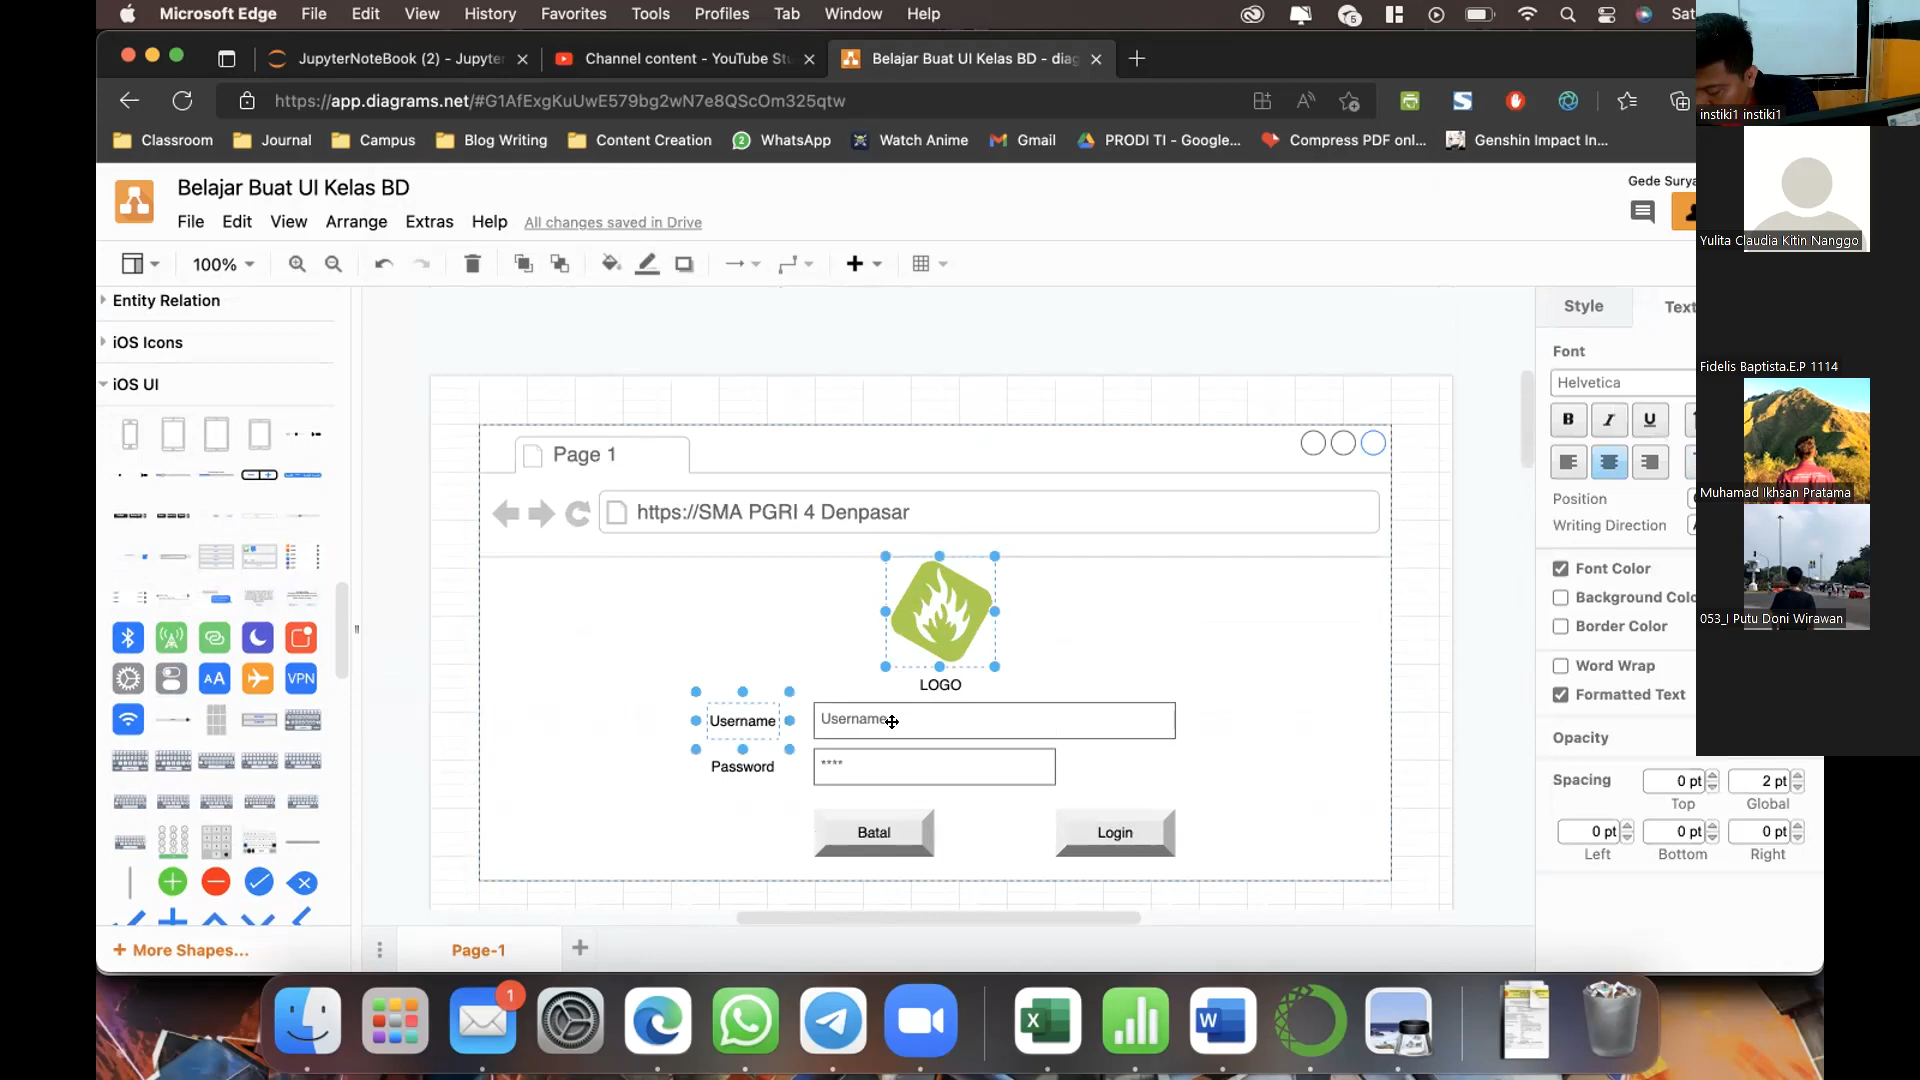 Microsoft Edge File Edit View History Favorites Tools Profiles Tab Window Help 5 Sat
JupyterNoteBook (2) - Jupyter
Channel content - YouTube Stu
Belajar Buat UI Kelas BD - diag
https://app.diagrams.net/#G1AfExgKuUwE579bg2wN7e8QScOm325qtw
Classroom Journal Campus Blog Writing Content Creation WhatsApp Watch Anime Gmail PRODI TI - Google... Compress PDF onl... Genshin Impact In...
Belajar Buat UI Kelas BD
File Edit View Arrange Extras Help All changes saved in Drive
Gede Surya
100%
Entity Relation
iOS Icons
iOS UI
AA
VPN
+ More Shapes...
Page 1
https://SMA PGRI 4 Denpasar
LOGO
Username
Username
Password
****
Batal
Login
Page-1
Style
Text
Font
Helvetica
B I U
Position
Writing Direction
Font Color
Background Colo
Border Color
Word Wrap
Formatted Text
Opacity
Spacing
0 pt
2 pt
Top
Global
0 pt
0 pt
0 pt
Left
Bottom
Right
instiki1 instiki1
Yulita Claudia Kitin Nanggo
Fidelis Baptista.E.P 1114
Muhamad Ikhsan Pratama
053_I Putu Doni Wirawan
1
X
W